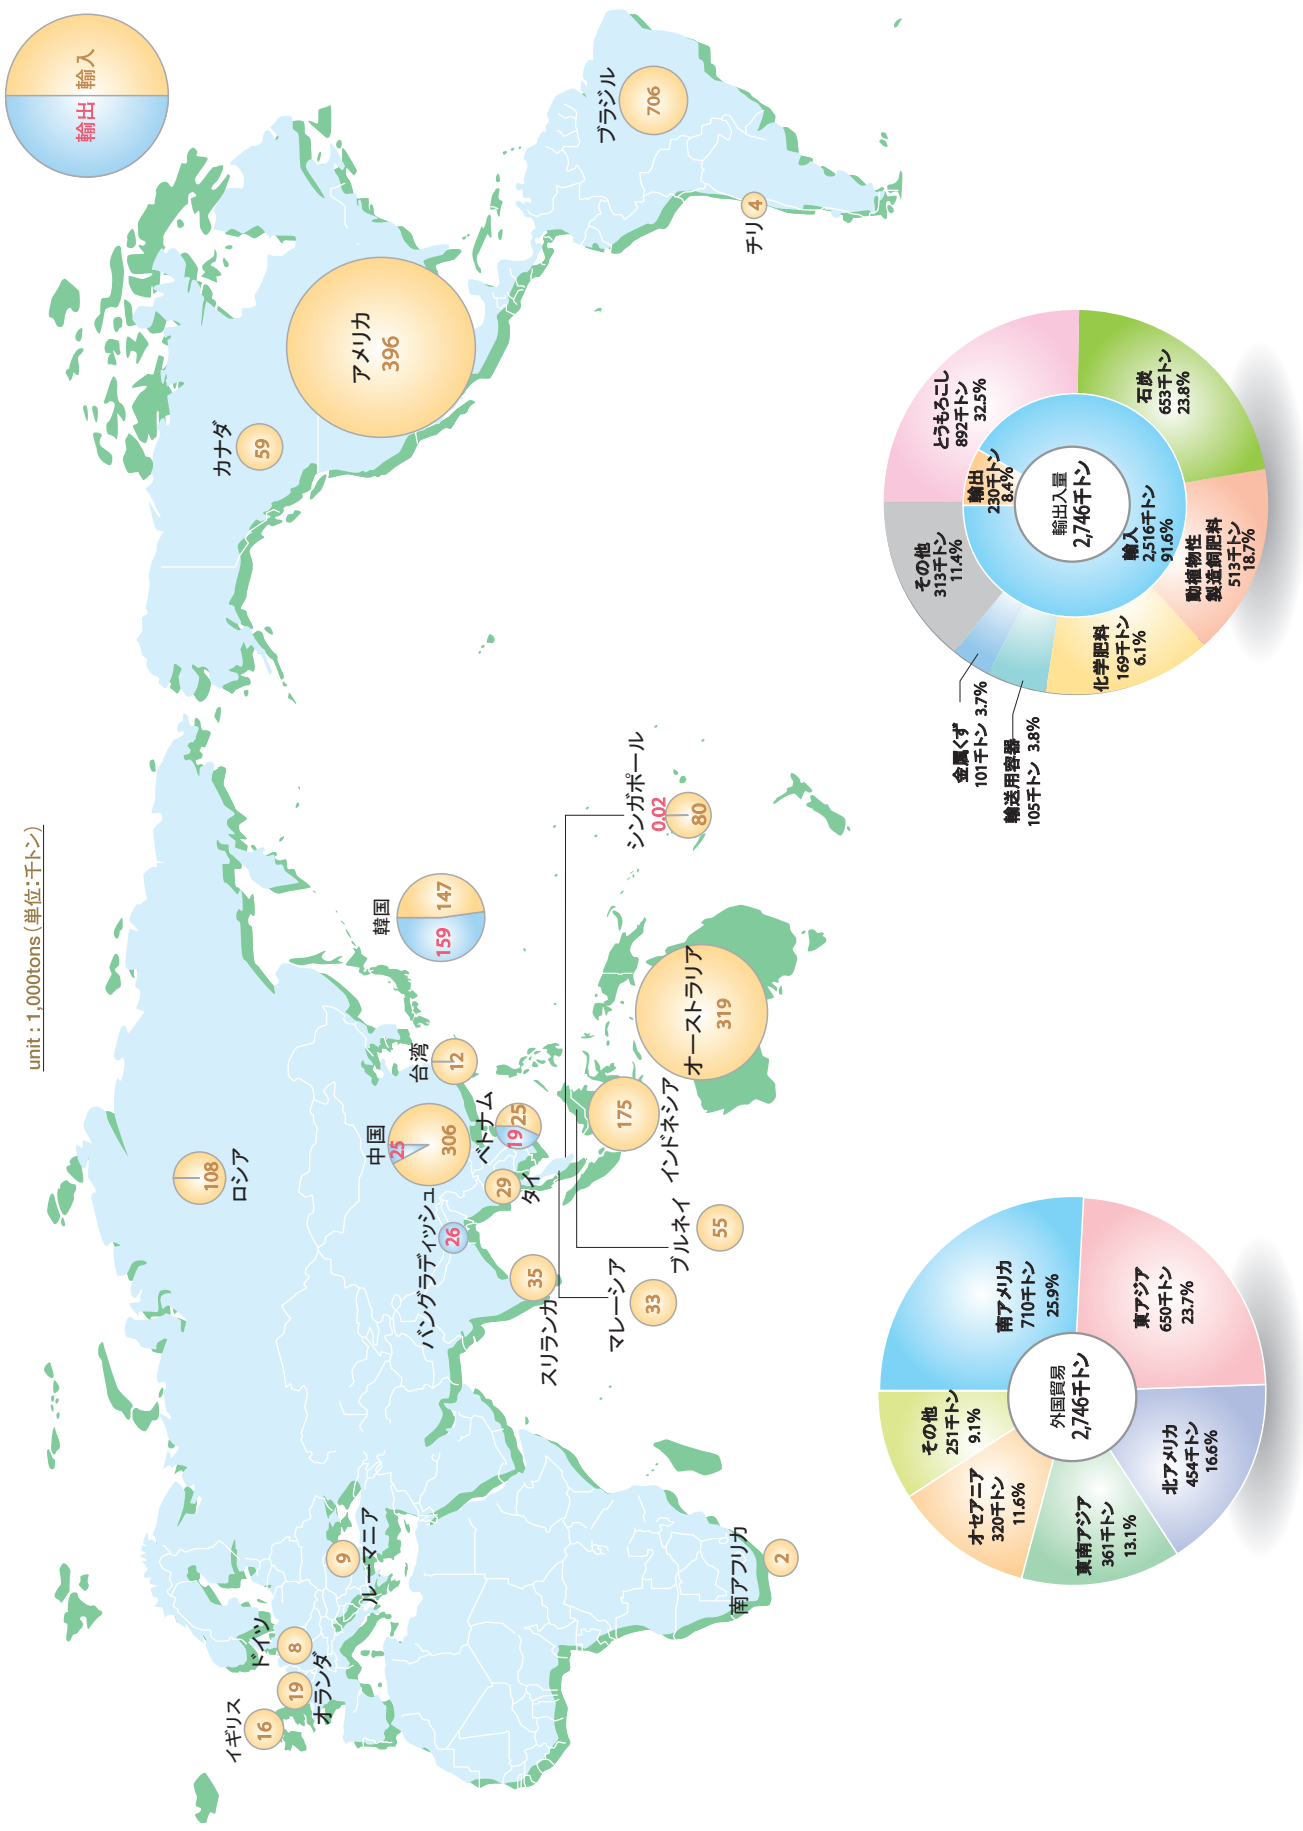 unit : 1,000tons (単位：千トン)
輸出
輸入
イギリス
16
オランダ
19
ドイツ
8
ルーマニア
9
ロシア
108
中国
25
306
台湾
12
韓国
159
147
バングラディッシュ
26
ベトナム
19
25
タイ
29
スリランカ
35
マレーシア
33
ブルネイ
55
インドネシア
175
シンガポール
0.02
80
オーストラリア
319
南アフリカ
2
カナダ
59
アメリカ
396
ブラジル
706
チリ
4
外国貿易
2,746千トン
南アメリカ
710千トン
25.9%
東アジア
650千トン
23.7%
北アメリカ
454千トン
16.6%
東南アジア
361千トン
13.1%
オセアニア
320千トン
11.6%
その他
251千トン
9.1%
輸出入量
2,746千トン
輸出
230千トン
8.4%
輸入
2,516千トン
91.6%
とうもろこし
892千トン
32.5%
石炭
653千トン
23.8%
動植物性
製造飼肥料
513千トン
18.7%
化学肥料
169千トン
6.1%
輸送用容器
105千トン 3.8%
金属くず
101千トン 3.7%
その他
313千トン
11.4%